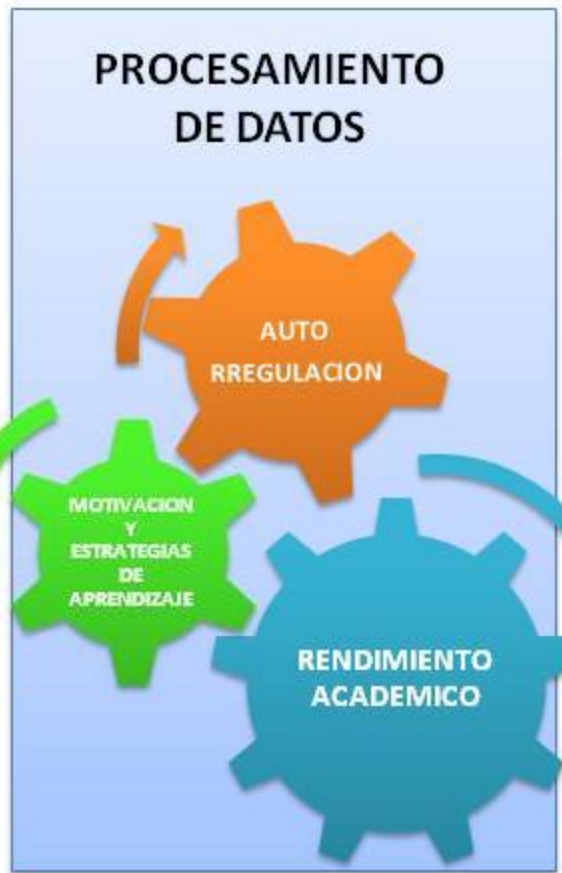 PROCESAMIENTO
DE DATOS
AUTO
RREGULACION
MOTIVACION
Y
ESTRATEGIAS
DE
APRENDIZAJE
RENDIMIENTO
ACADEMICO